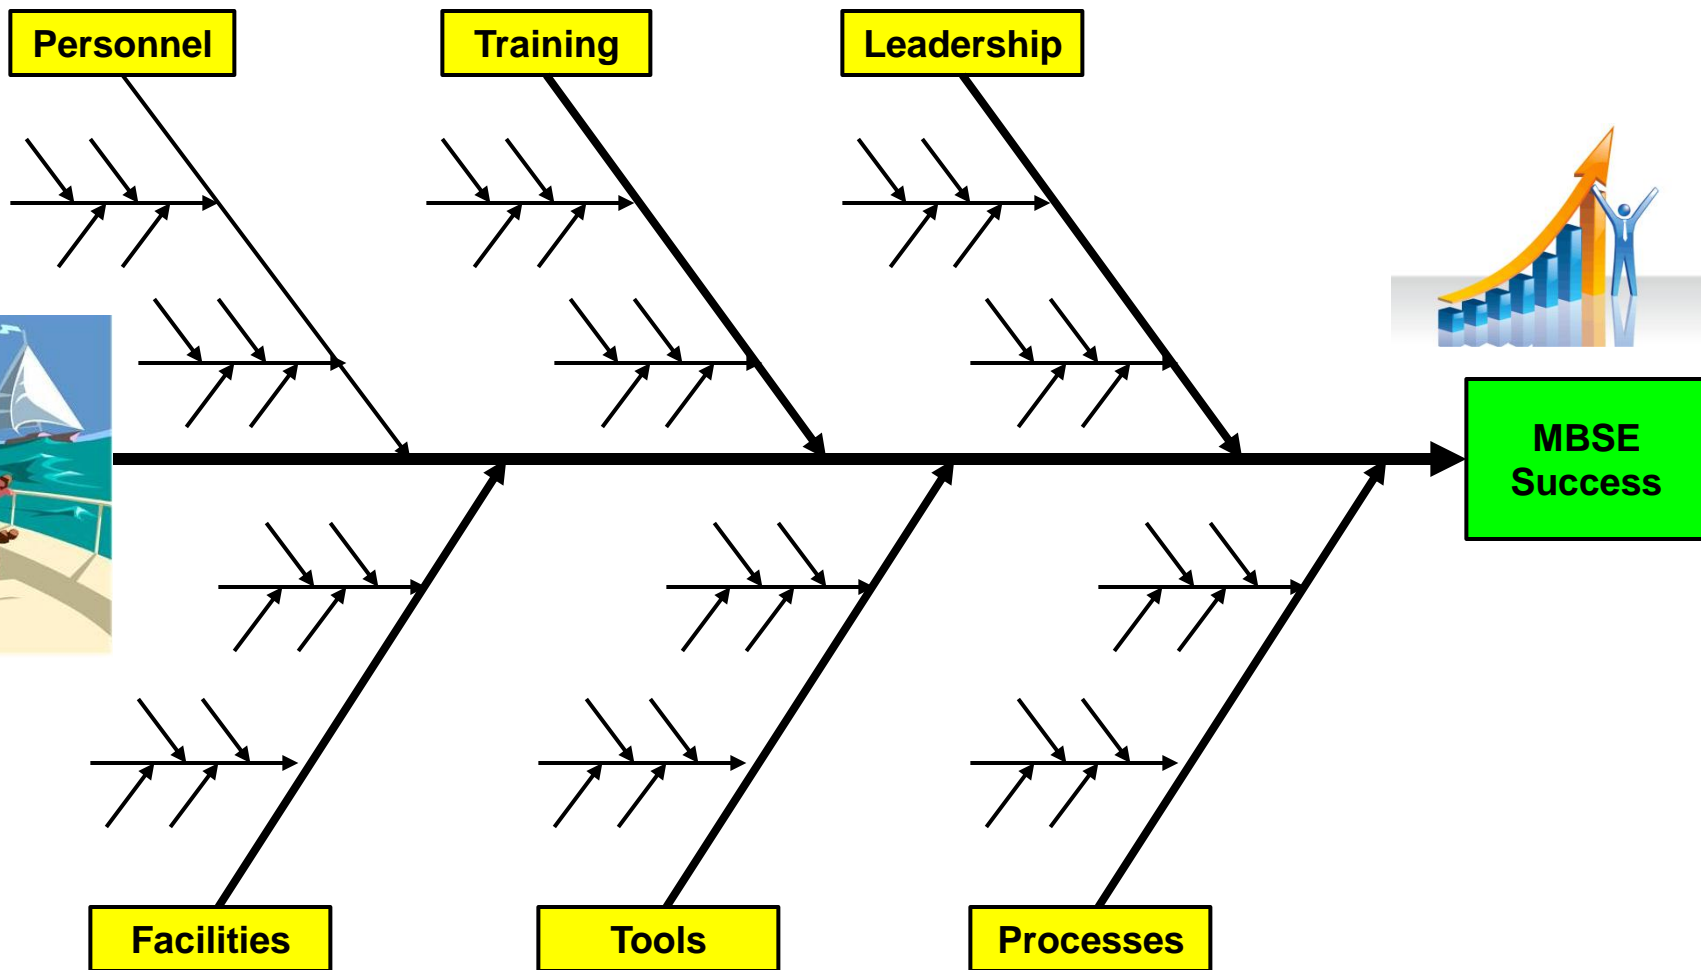 Personnel
Training
Leadership
MBSE
Success
Facilities
Tools
Processes